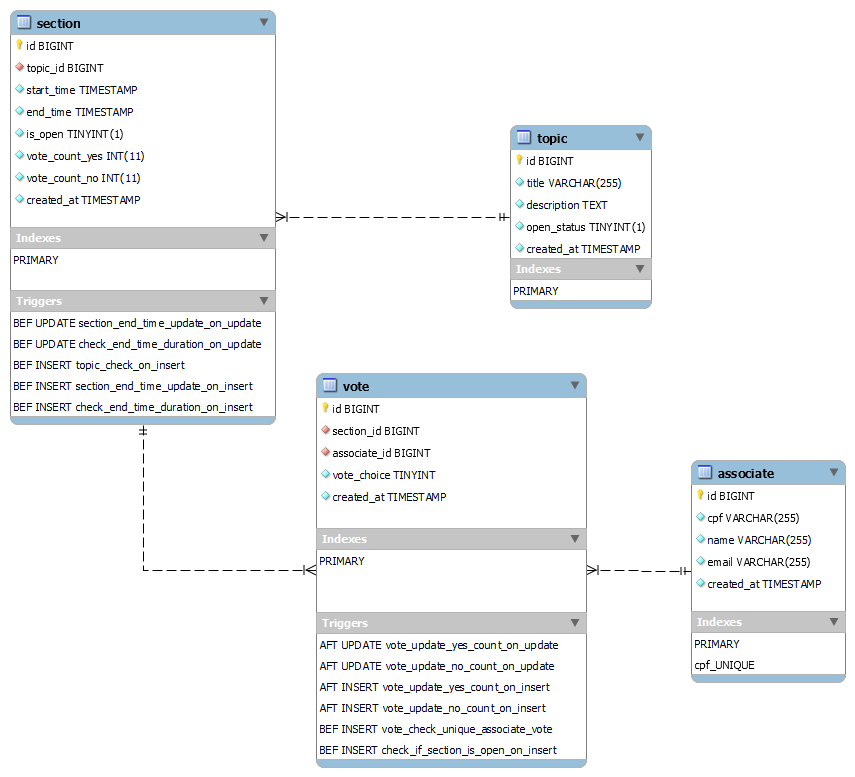 section
id BIGINT
topic_id BIGINT
start_time TIMESTAMP
end_time TIMESTAMP
is_open TINYINT(1)
vote_count_yes INT(11)
vote_count_no INT(11)
created_at TIMESTAMP
Indexes
PRIMARY
Triggers
BEF UPDATE section_end_time_update_on_update
BEF UPDATE check_end_time_duration_on_update
BEF INSERT topic_check_on_insert
BEF INSERT section_end_time_update_on_insert
BEF INSERT check_end_time_duration_on_insert
topic
id BIGINT
title VARCHAR(255)
description TEXT
open_status TINYINT(1)
created_at TIMESTAMP
Indexes
PRIMARY
vote
id BIGINT
section_id BIGINT
associate_id BIGINT
vote_choice TINYINT
created_at TIMESTAMP
Indexes
PRIMARY
Triggers
AFT UPDATE vote_update_yes_count_on_update
AFT UPDATE vote_update_no_count_on_update
AFT INSERT vote_update_yes_count_on_insert
AFT INSERT vote_update_no_count_on_insert
BEF INSERT vote_check_unique_associate_vote
BEF INSERT check_if_section_is_open_on_insert
associate
id BIGINT
cpf VARCHAR(255)
name VARCHAR(255)
email VARCHAR(255)
created_at TIMESTAMP
Indexes
PRIMARY
cpf_UNIQUE